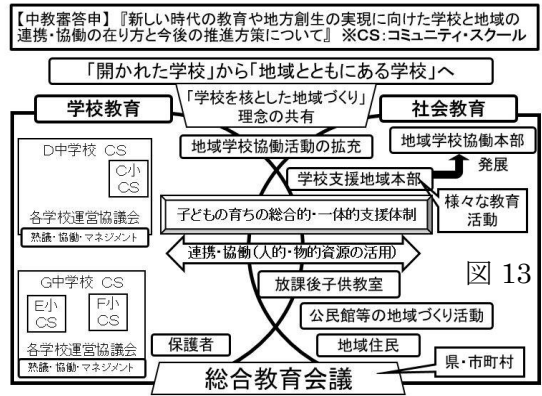 【中教審答申】『新しい時代の教育や地方創生の実現に向けた学校と地域の
連携・協働の在り方と今後の推進方策について』 ※CS:コミュニティ・スクール
「開かれた学校」から「地域とともにある学校」へ
学校教育
「学校を核とした地域づくり」
理念の共有
社会教育
地域学校協働活動の拡充
地域学校協働本部
発展
D中学校 CS
C小
CS
各学校運営協議会
熟議・協働・マネジメント
学校支援地域本部
様々な教育
活動
子どもの育ちの総合的・一体的支援体制
連携・協働(人的・物的資源の活用)
図 13
G中学校 CS
E小
CS
F小
CS
各学校運営協議会
熟議・協働・マネジメント
放課後子供教室
公民館等の地域づくり活動
保護者
地域住民
総合教育会議
県・市町村